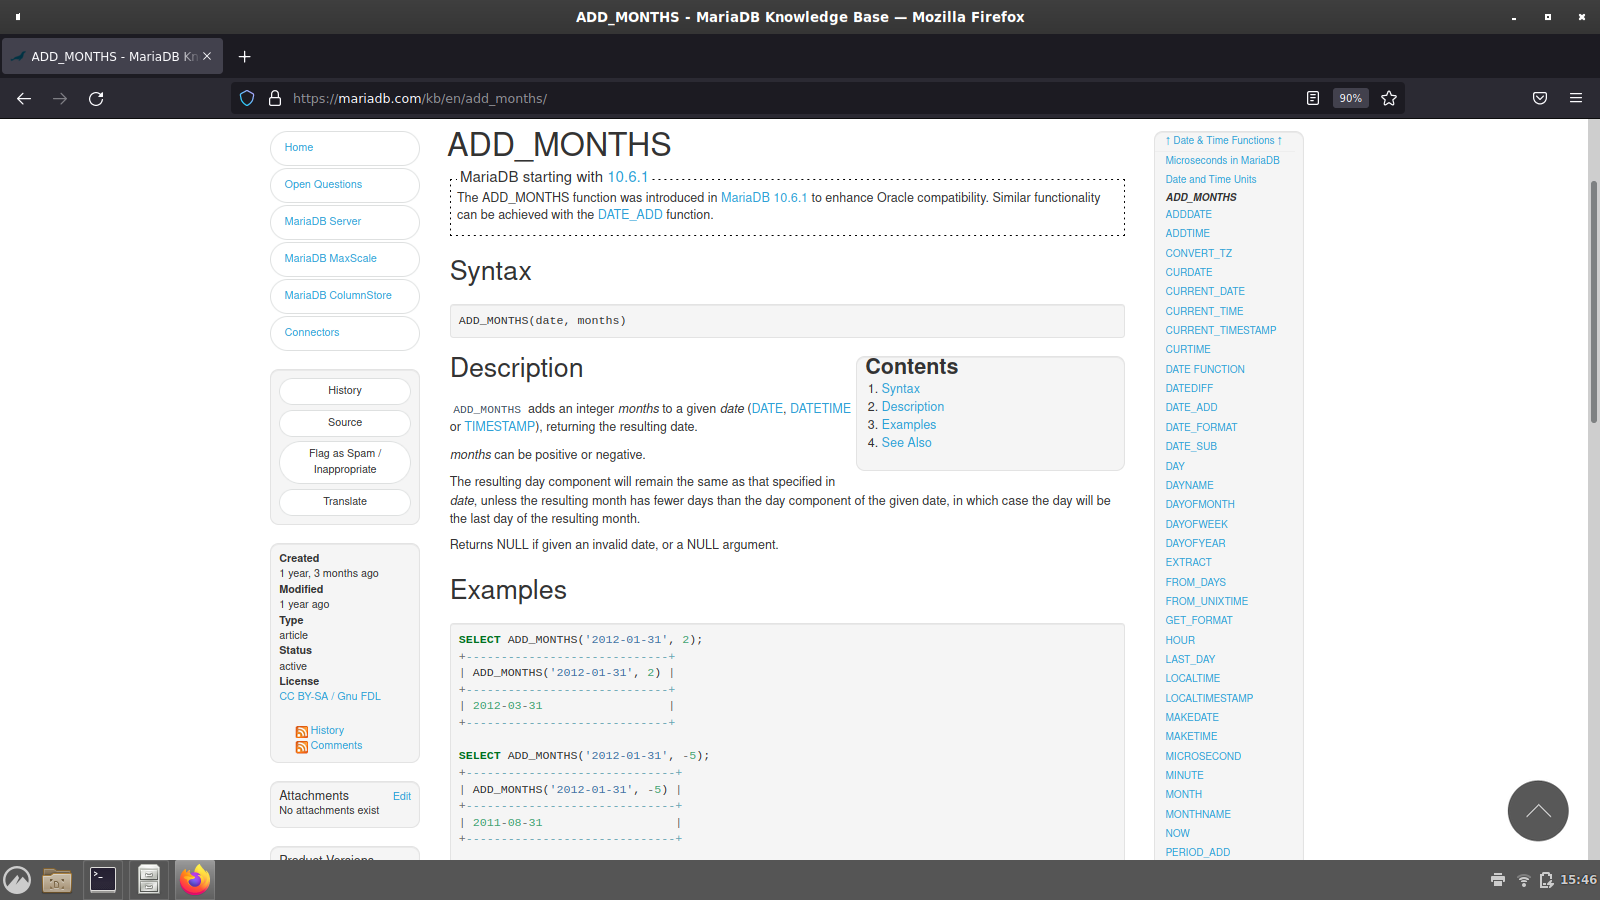 ADD_MONTHS - MariaDB Knowledge Base — Mozilla Firefox
ADD_MONTHS - MariaDB Kn
https://mariadb.com/kb/en/add_months/
90%
Home
Open Questions
MariaDB Server
MariaDB MaxScale
MariaDB ColumnStore
Connectors
History
Source
Flag as Spam /
Inappropriate
Translate
Created
1 year, 3 months ago
Modified
1 year ago
Type
article
Status
active
License
CC BY-SA / Gnu FDL
History
Comments
Attachments Edit
No attachments exist
Product Versions
ADD_MONTHS
MariaDB starting with 10.6.1
The ADD_MONTHS function was introduced in MariaDB 10.6.1 to enhance Oracle compatibility. Similar functionality
can be achieved with the DATE_ADD function.
Syntax
ADD_MONTHS(date, months)
Description
ADD_MONTHS adds an integer months to a given date (DATE, DATETIME
or TIMESTAMP), returning the resulting date.
months can be positive or negative.
The resulting day component will remain the same as that specified in
date, unless the resulting month has fewer days than the day component of the given date, in which case the day will be
the last day of the resulting month.
Returns NULL if given an invalid date, or a NULL argument.
Contents
1. Syntax
2. Description
3. Examples
4. See Also
Examples
SELECT ADD_MONTHS('2012-01-31', 2);
+-----------------------------+
| ADD_MONTHS('2012-01-31', 2) |
+-----------------------------+
| 2012-03-31                  |
+-----------------------------+
SELECT ADD_MONTHS('2012-01-31', -5);
+------------------------------+
| ADD_MONTHS('2012-01-31', -5) |
+------------------------------+
| 2011-08-31                   |
+------------------------------+
↑ Date & Time Functions ↑
Microseconds in MariaDB
Date and Time Units
ADD_MONTHS
ADDDATE
ADDTIME
CONVERT_TZ
CURDATE
CURRENT_DATE
CURRENT_TIME
CURRENT_TIMESTAMP
CURTIME
DATE FUNCTION
DATEDIFF
DATE_ADD
DATE_FORMAT
DATE_SUB
DAY
DAYNAME
DAYOFMONTH
DAYOFWEEK
DAYOFYEAR
EXTRACT
FROM_DAYS
FROM_UNIXTIME
GET_FORMAT
HOUR
LAST_DAY
LOCALTIME
LOCALTIMESTAMP
MAKEDATE
MAKETIME
MICROSECOND
MINUTE
MONTH
MONTHNAME
NOW
PERIOD_ADD
15:46